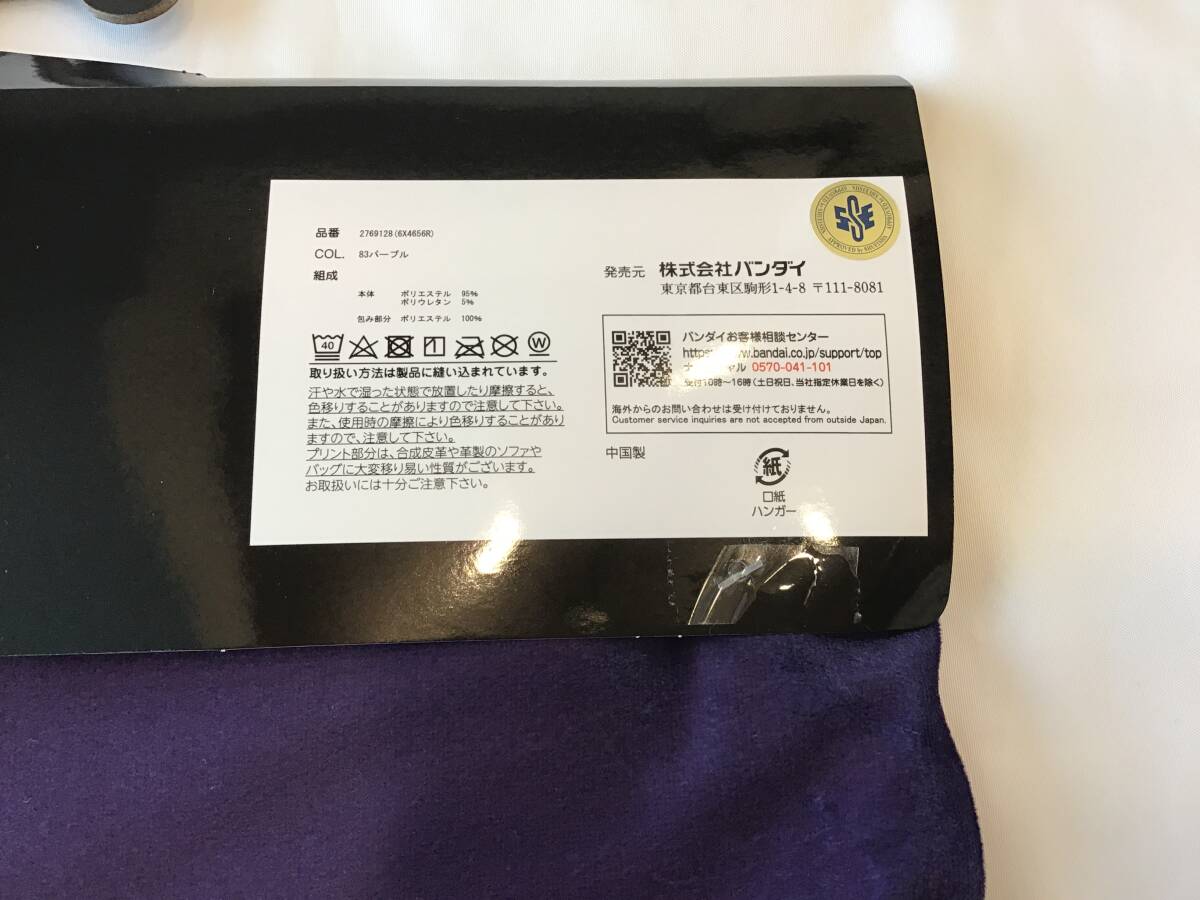 品番 2769128(6X4656R)
COL. 83パープル
組成
本体 ポリエステル 95%
ポリウレタン 5%
包み部分 ポリエステル 100%
40
W
取り扱い方法は製品に縫い込まれています。
汗や水で湿った状態で放置したり摩擦すると、
色移りすることがありますので注意して下さい。
また、使用時の摩擦により色移りすることがあり
ますので、注意して下さい。
プリント部分は、合成皮革や革製のソファや
バッグに大変移り易い性質がございます。
お取扱いには十分ご注意下さい。
発売元 株式会社バンダイ
東京都台東区駒形1-4-8 〒111-8081
バンダイお客様相談センター
https w.bandai.co.jp/support/top
ナ ヤル 0570-041-101
受付10時〜16時(土日祝日、当社指定休業日を除く)
海外からのお問い合わせは受け付けておりません。
Customer service inquiries are not accepted from outside Japan.
中国製
紙
口紙
ハンガー